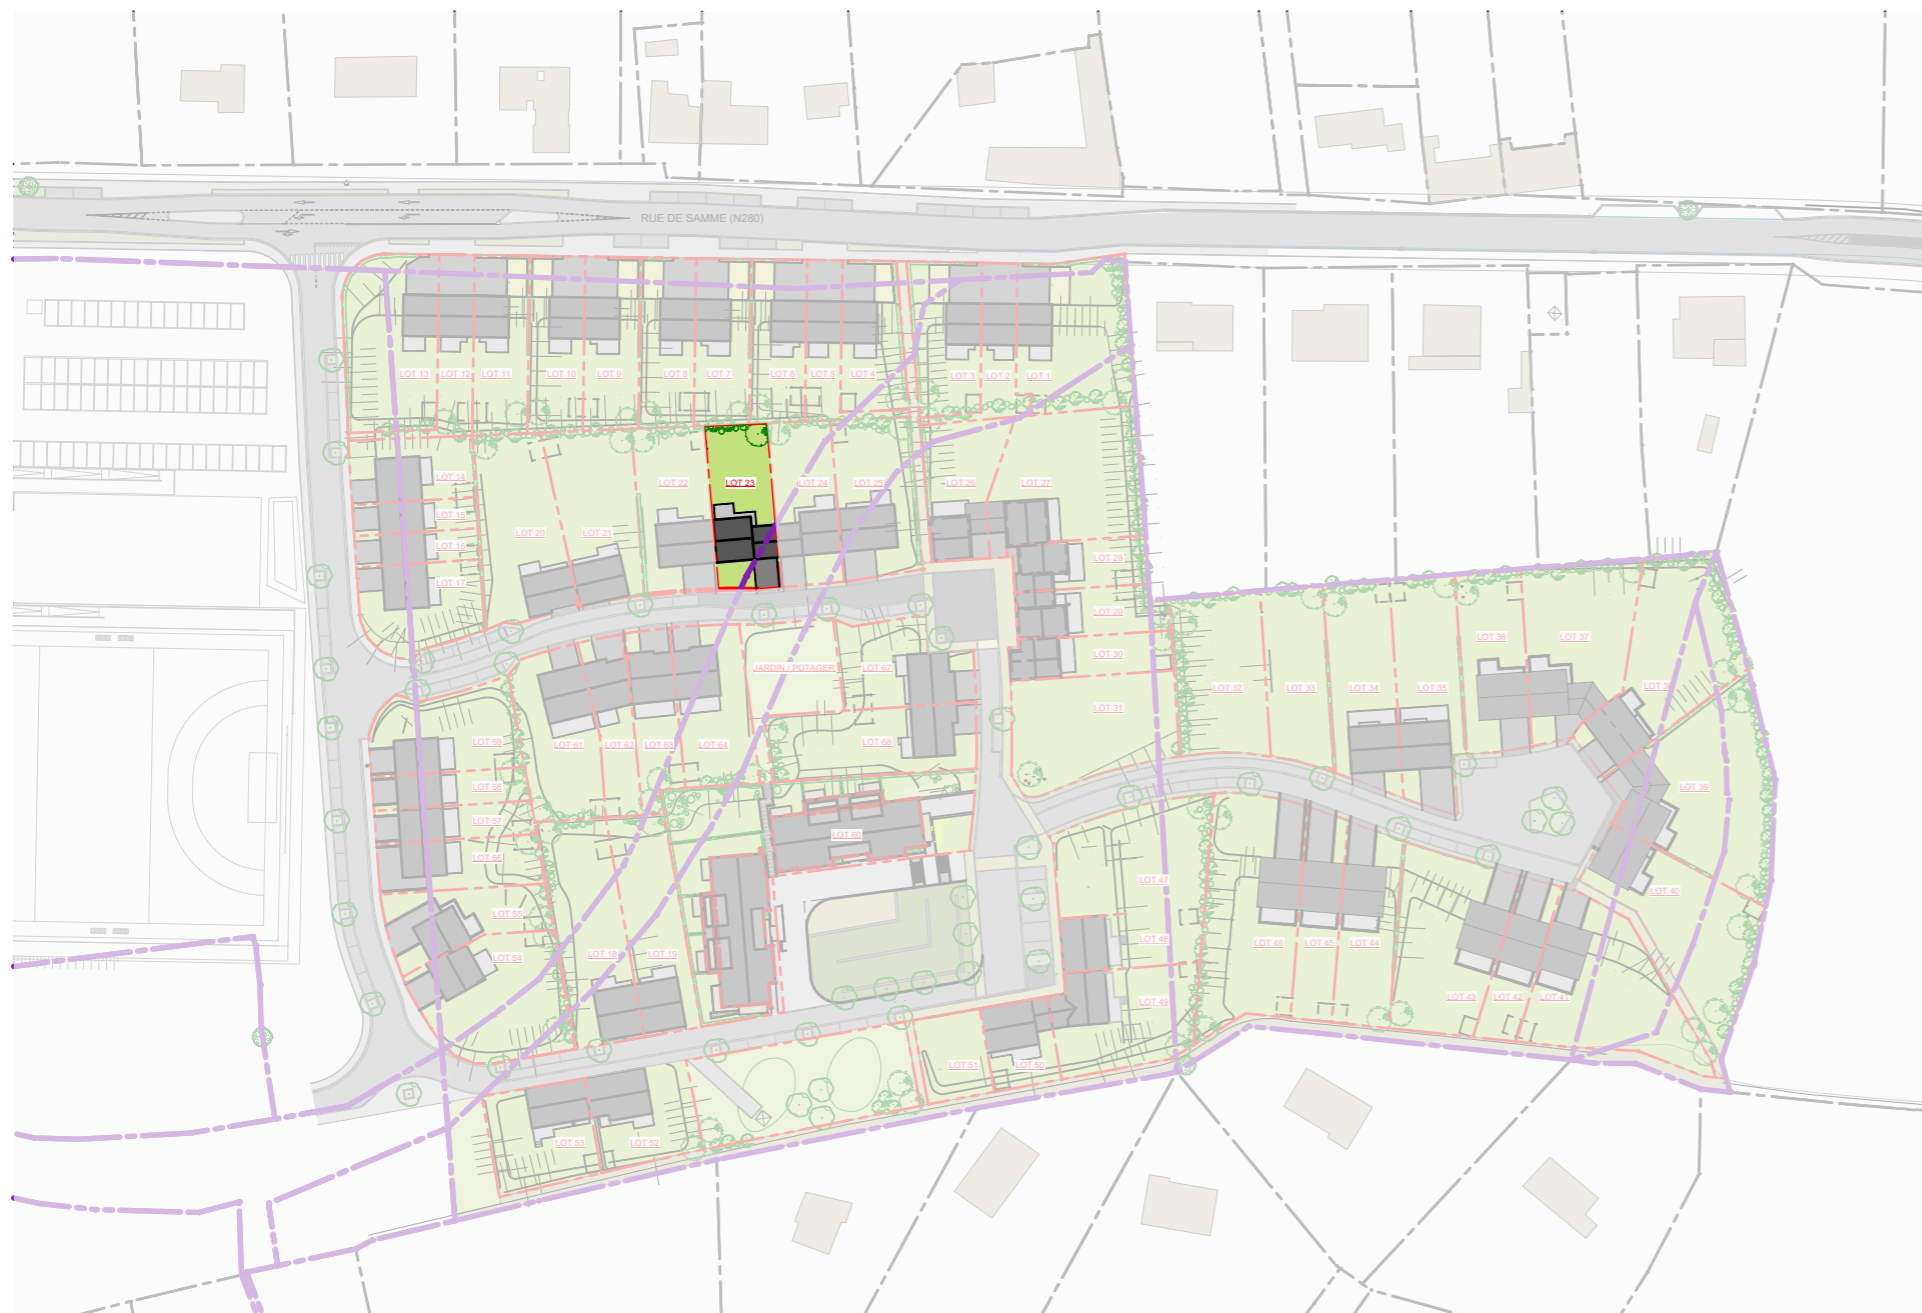 RUE DE SAMME (N280)
LOT 13
LOT 12
LOT 11
LOT 10
LOT 9
LOT 8
LOT 7
LOT 6
LOT 5
LOT 4
LOT 3
LOT 2
LOT 1
LOT 14
LOT 22
LOT 23
LOT 24
LOT 25
LOT 26
LOT 27
LOT 15
LOT 20
LOT 21
LOT 16
LOT 28
LOT 17
LOT 29
LOT 36
LOT 37
LOT 30
JARDIN / POTAGER
LOT 67
LOT 32
LOT 33
LOT 34
LOT 35
LOT 31
LOT 59
LOT 61
LOT 62
LOT 63
LOT 64
LOT 58
LOT 39
LOT 57
LOT 60
LOT 56
LOT 47
LOT 40
LOT 55
LOT 48
LOT 46
LOT 45
LOT 44
LOT 54
LOT 18
LOT 19
LOT 49
LOT 43
LOT 42
LOT 41
LOT 51
LOT 50
LOT 53
LOT 52